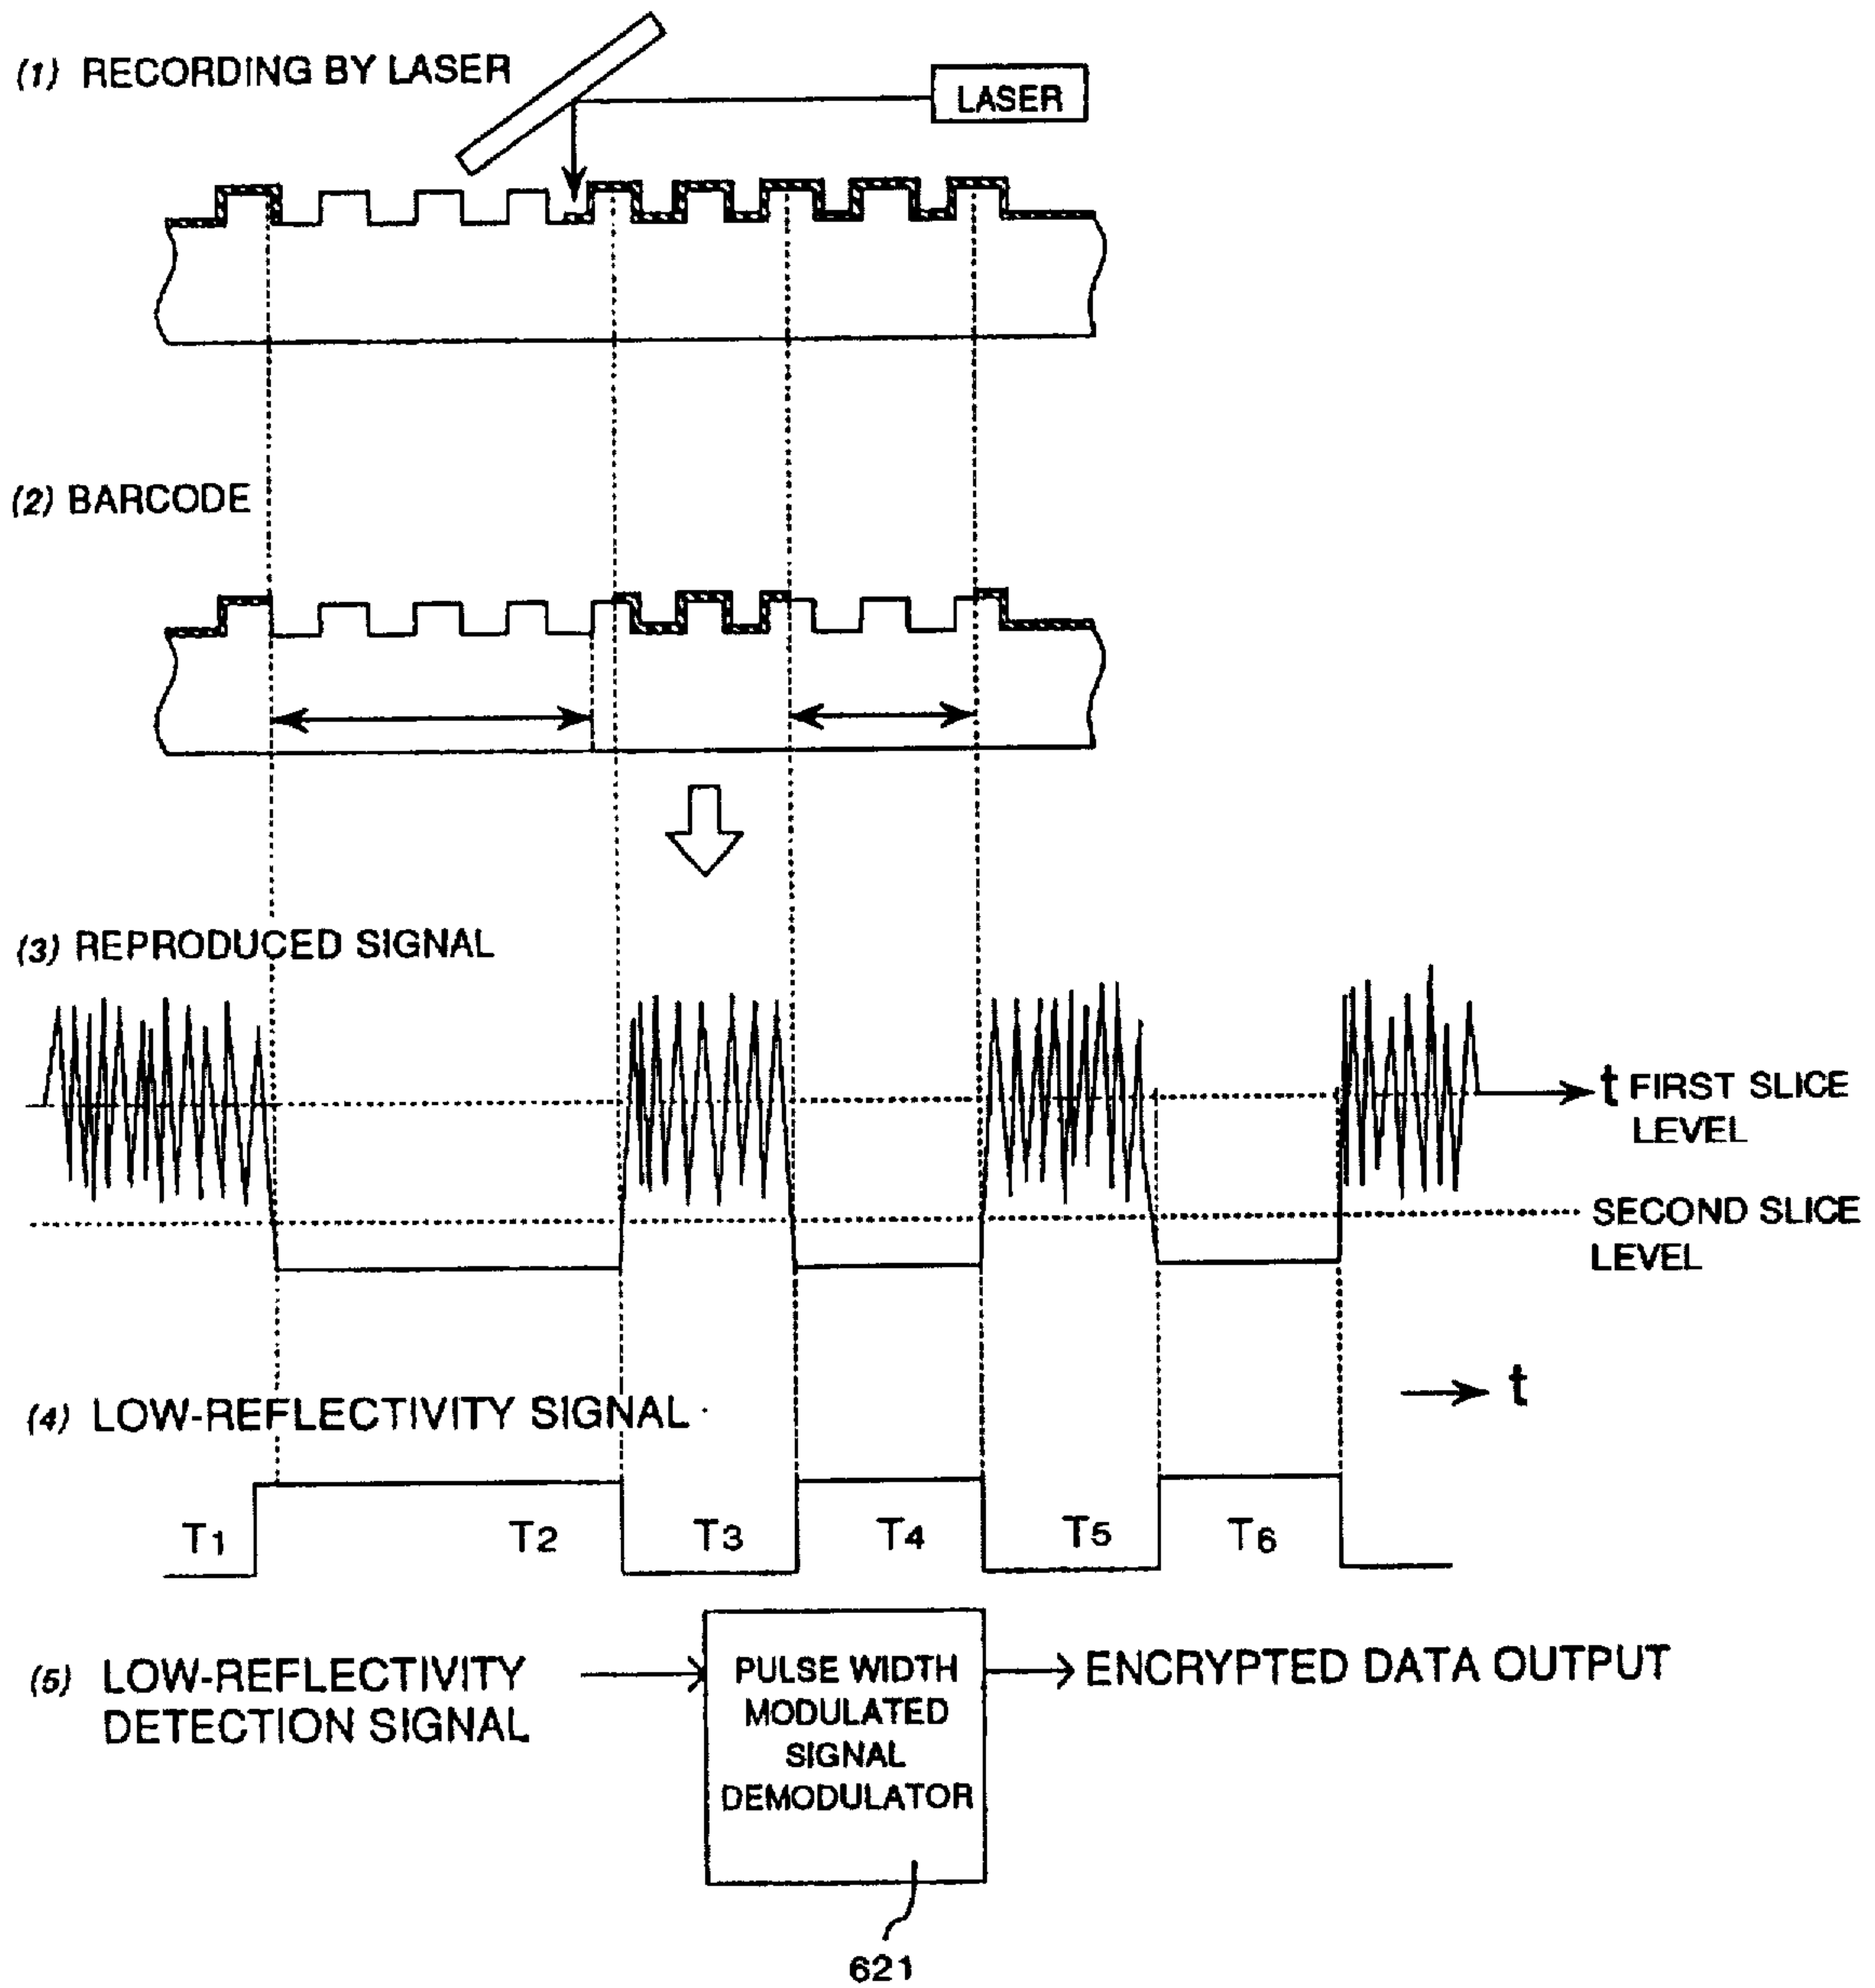 (1) RECORDING BY LASER
LASER
(2) BARCODE
(3) REPRODUCED SIGNAL
t FIRST SLICE
LEVEL
SECOND SLICE
LEVEL
t
(4) LOW-REFLECTIVITY SIGNAL
T1 T2 T3 T4 T5 T6
(5) LOW-REFLECTIVITY
DETECTION SIGNAL
PULSE WIDTH
MODULATED
SIGNAL
DEMODULATOR
ENCRYPTED DATA OUTPUT
621